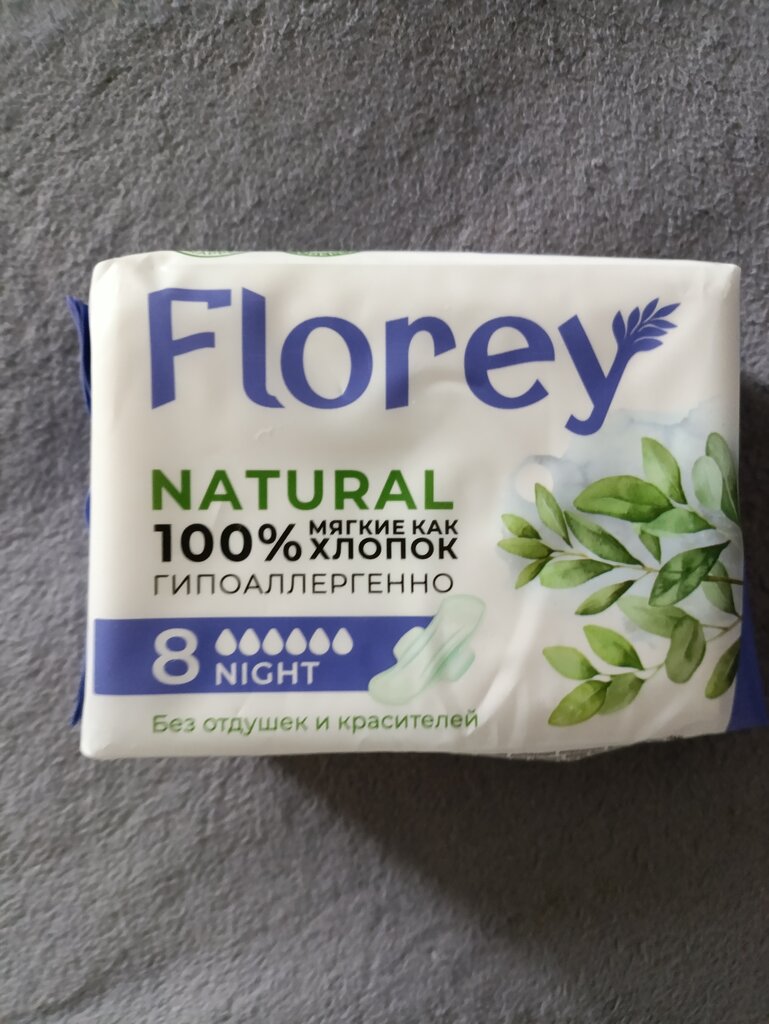 Florey
NATURAL
100% МЯГКИЕ КАК
ХЛОПОК
ГИПОАЛЛЕРГЕННО
8 NIGHT
Без отдушек и красителей